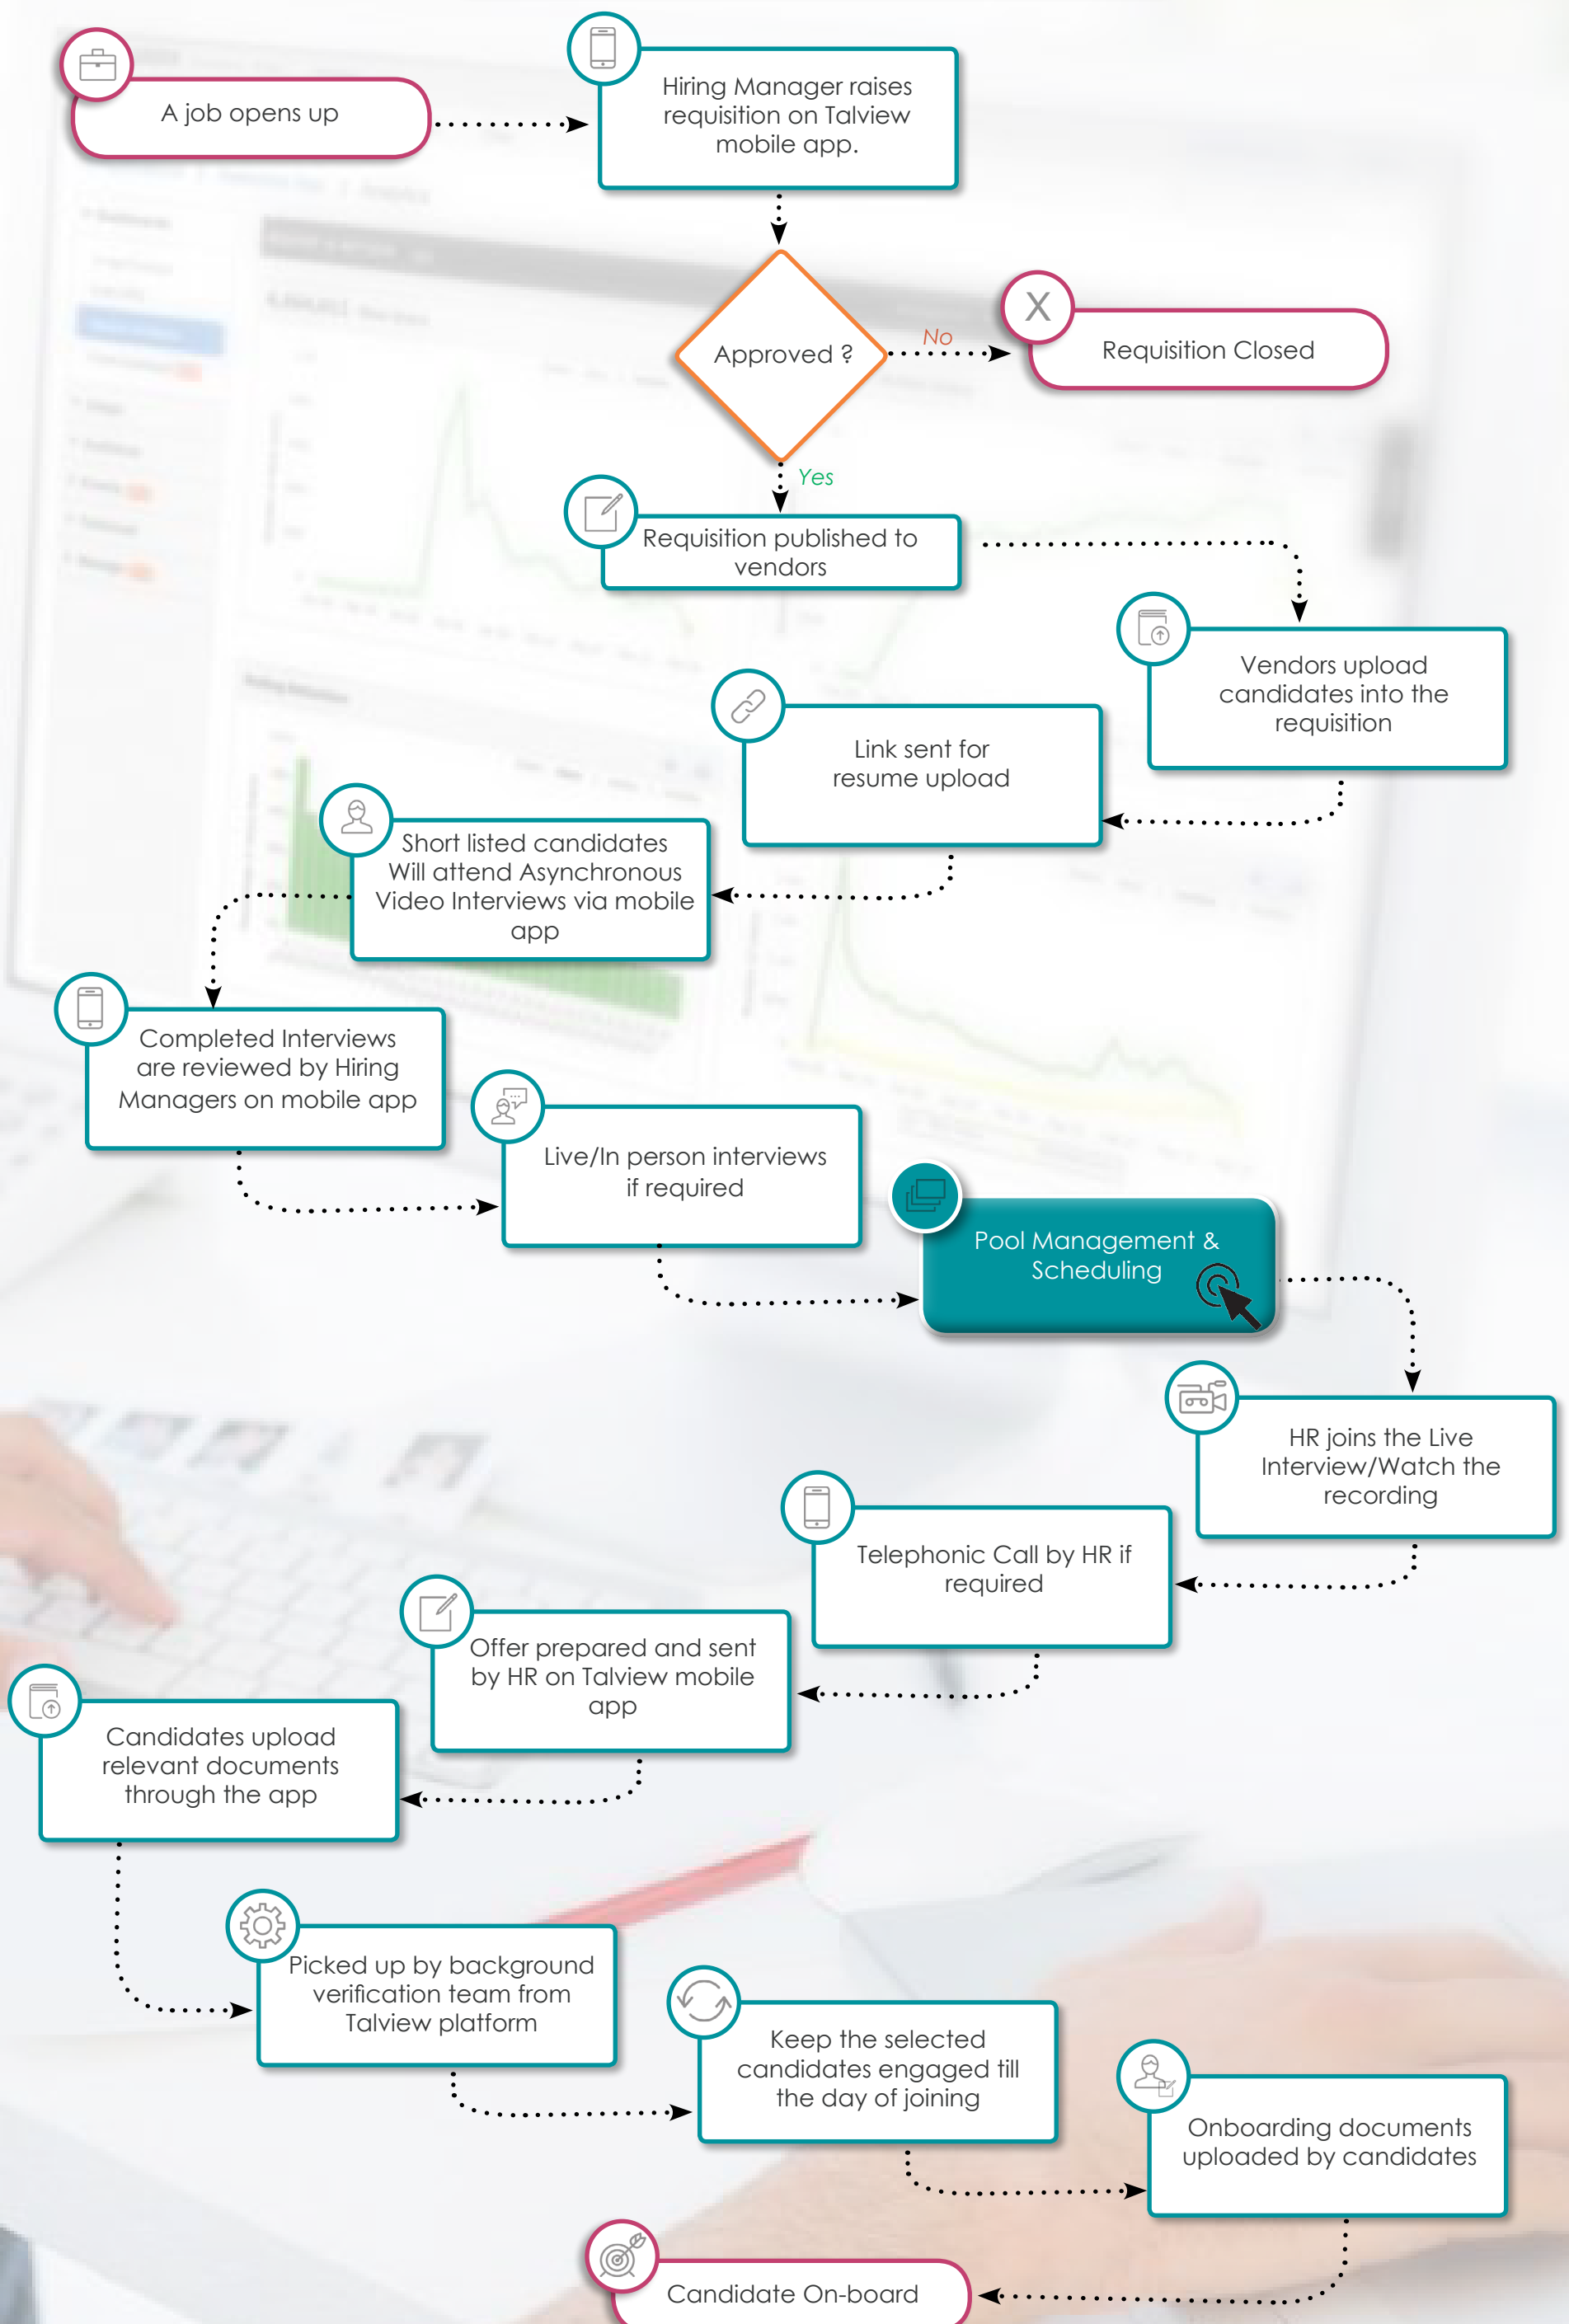 A job opens up
Hiring Manager raises
requisition on Talview
mobile app.
Approved ?
No
X
Requisition Closed
Yes
Requisition published to
vendors
Vendors upload
candidates into the
requisition
Link sent for
resume upload
Short listed candidates
Will attend Asynchronous
Video Interviews via mobile
app
Completed Interviews
are reviewed by Hiring
Managers on mobile app
Live/In person interviews
if required
Pool Management &
Scheduling
HR joins the Live
Interview/Watch the
recording
Telephonic Call by HR if
required
Offer prepared and sent
by HR on Talview mobile
app
Candidates upload
relevant documents
through the app
Picked up by background
verification team from
Talview platform
Keep the selected
candidates engaged till
the day of joining
Onboarding documents
uploaded by candidates
Candidate On-board